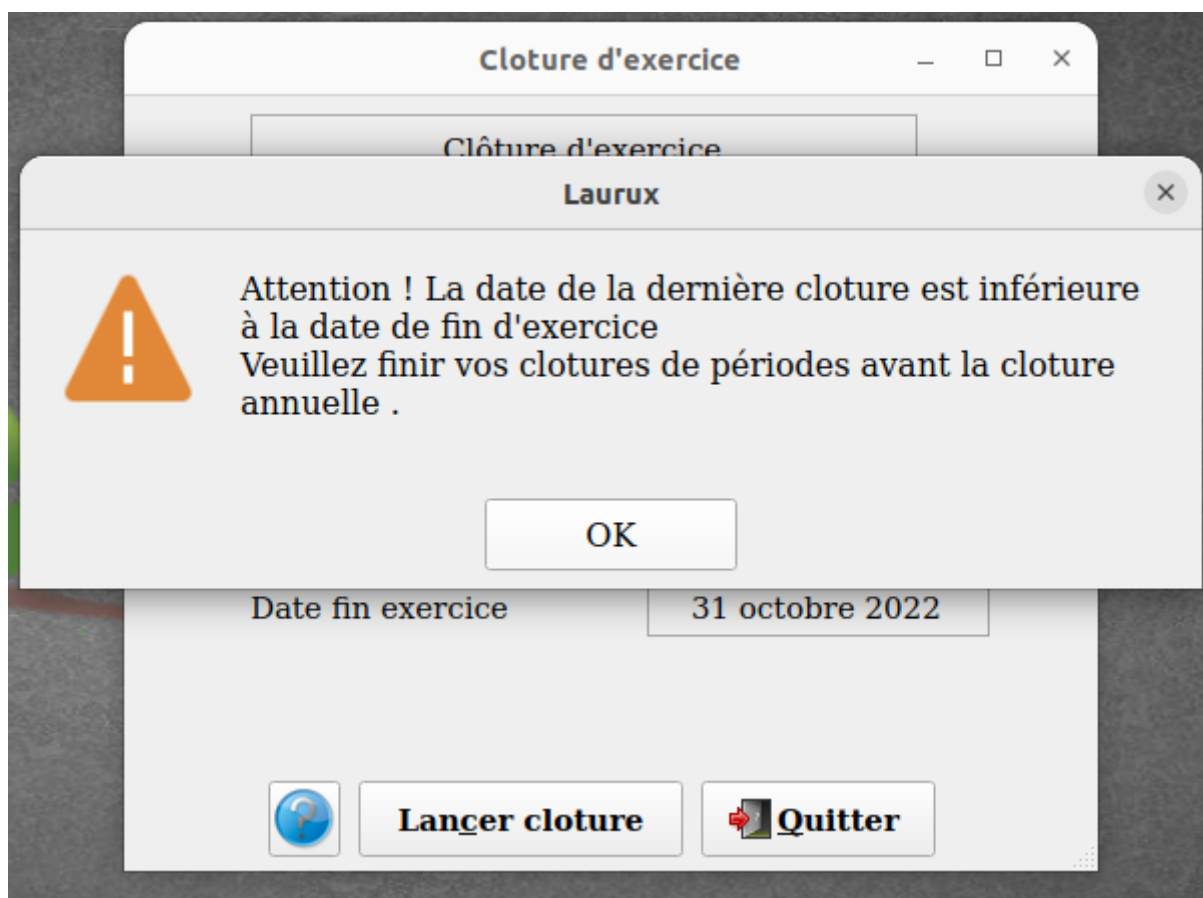 Cloture d'exercice
Clôture d'exercice
Laurux
Attention ! La date de la dernière cloture est inférieure
à la date de fin d'exercice
Veuillez finir vos clotures de périodes avant la cloture
annuelle .
OK
Date fin exercice 31 octobre 2022
? Lancer cloture Quitter